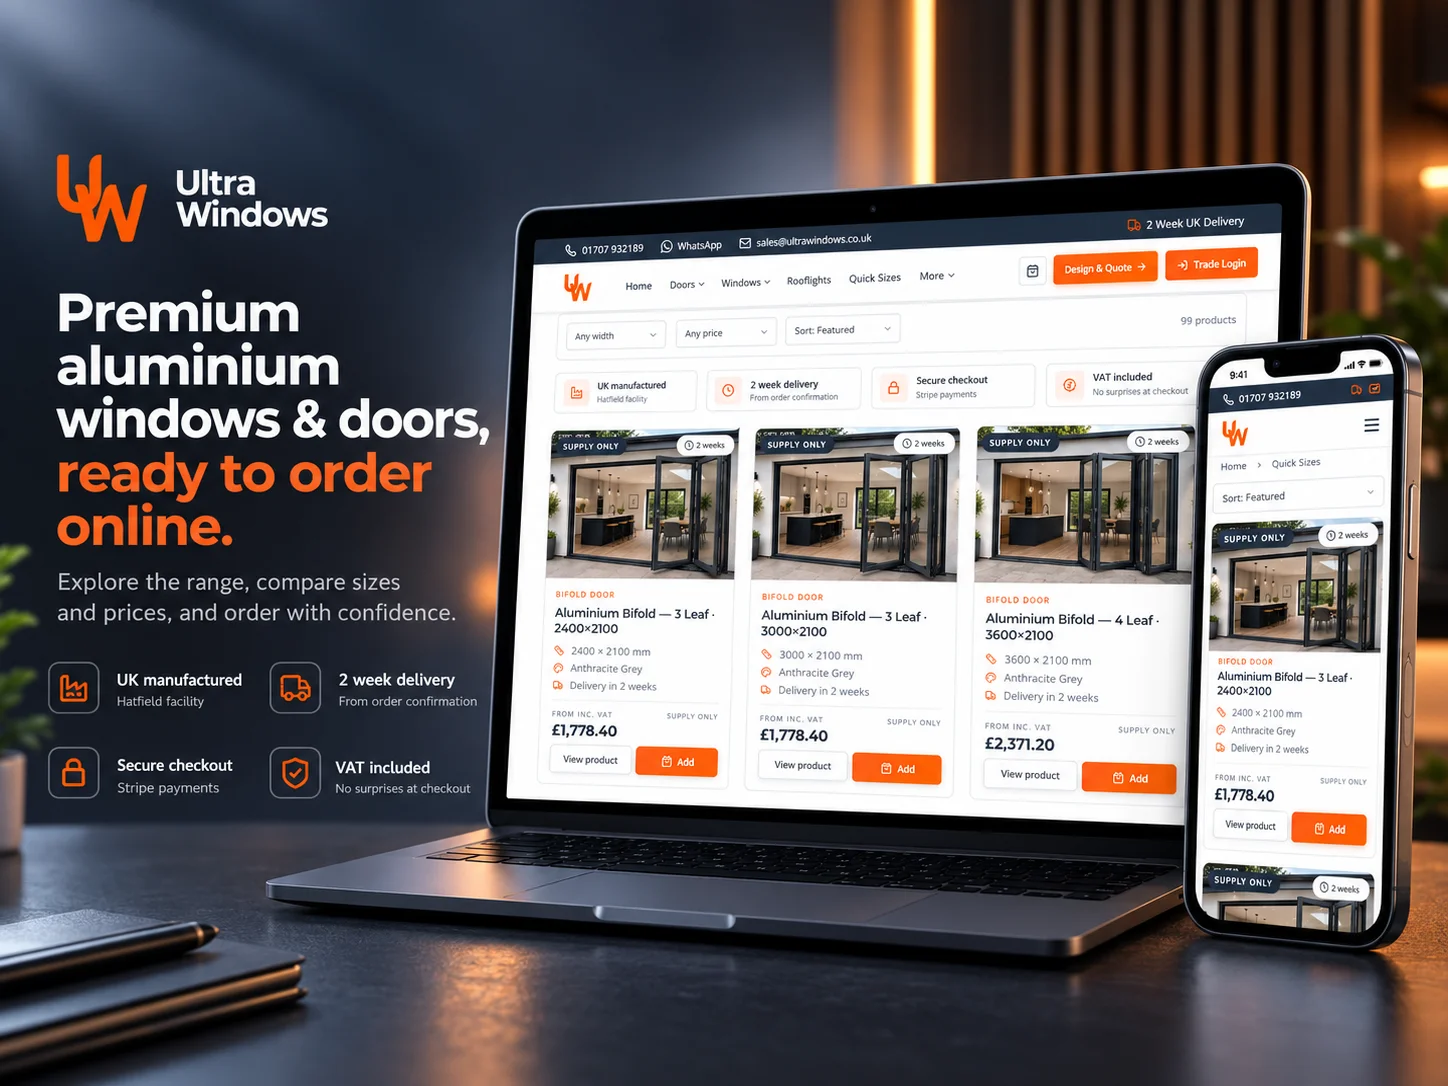 UW
Ultra
Windows
Premium
aluminium
windows & doors,
ready to order
online.
Explore the range, compare sizes
and prices, and order with confidence.
UK manufactured
Hatfield facility
2 week delivery
From order confirmation
Secure checkout
Stripe payments
VAT included
No surprises at checkout
01707 932189
WhatsApp
sales@ultrawindows.co.uk
2 Week UK Delivery
UW
Home
Doors
Windows
Rooflights
Quick Sizes
More
Design & Quote →
Trade Login
Any width
Any price
Sort: Featured
99 products
UK manufactured
Hatfield facility
2 week delivery
From order confirmation
Secure checkout
Stripe payments
VAT included
No surprises at checkout
SUPPLY ONLY
2 weeks
BIFOLD DOOR
Aluminium Bifold — 3 Leaf ·
2400×2100
2400 × 2100 mm
Anthracite Grey
Delivery in 2 weeks
FROM INC. VAT
SUPPLY ONLY
£1,778.40
View product
Add
SUPPLY ONLY
2 weeks
BIFOLD DOOR
Aluminium Bifold — 3 Leaf ·
3000×2100
3000 × 2100 mm
Anthracite Grey
Delivery in 2 weeks
FROM INC. VAT
SUPPLY ONLY
£1,778.40
View product
Add
SUPPLY ONLY
2 weeks
BIFOLD DOOR
Aluminium Bifold — 4 Leaf ·
3600×2100
3600 × 2100 mm
Anthracite Grey
Delivery in 2 weeks
FROM INC. VAT
SUPPLY ONLY
£2,371.20
View product
Add
9:41
01707 932189
UW
Home > Quick Sizes
Sort: Featured
SUPPLY ONLY
2 weeks
BIFOLD DOOR
Aluminium Bifold — 3 Leaf ·
2400×2100
2400 × 2100 mm
Anthracite Grey
Delivery in 2 weeks
FROM INC. VAT
SUPPLY ONLY
£1,778.40
View product
Add
SUPPLY ONLY
2 weeks